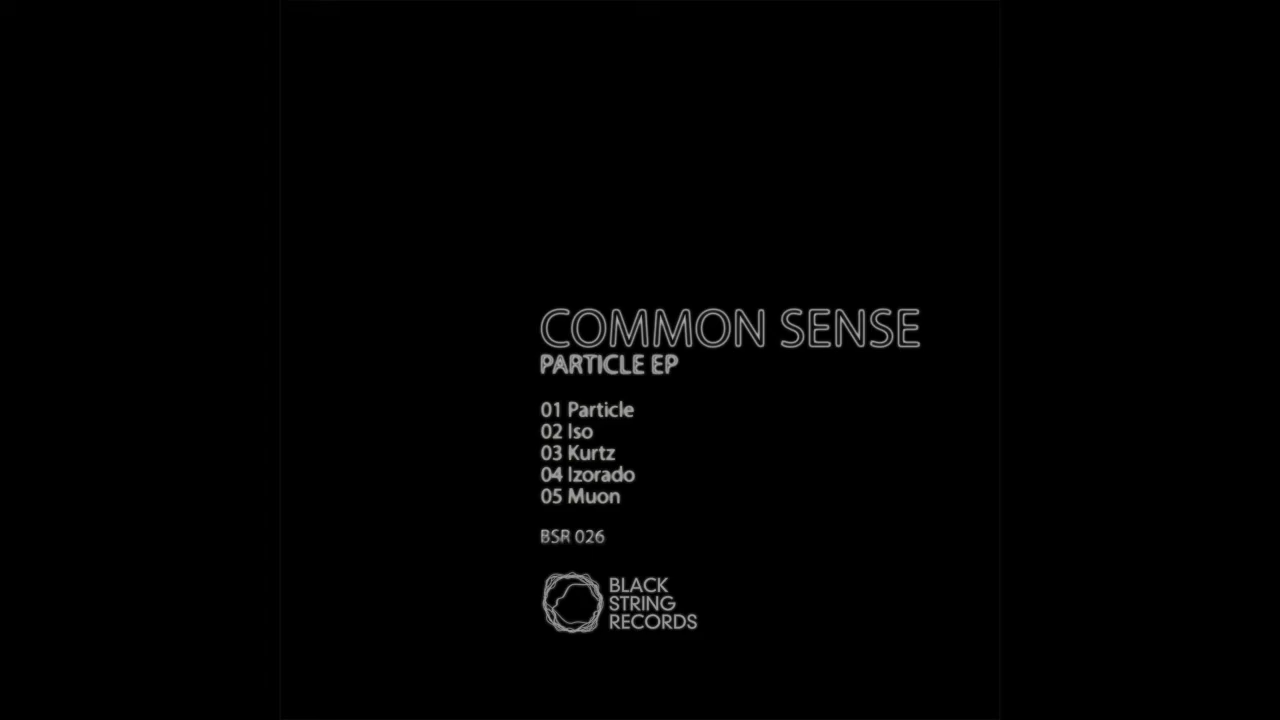 COMMON SENSE
PARTICLE EP
01 Particle
02 Iso
03 Kurtz
04 Izorado
05 Muon
BSR 026
BLACK
STRING
RECORDS